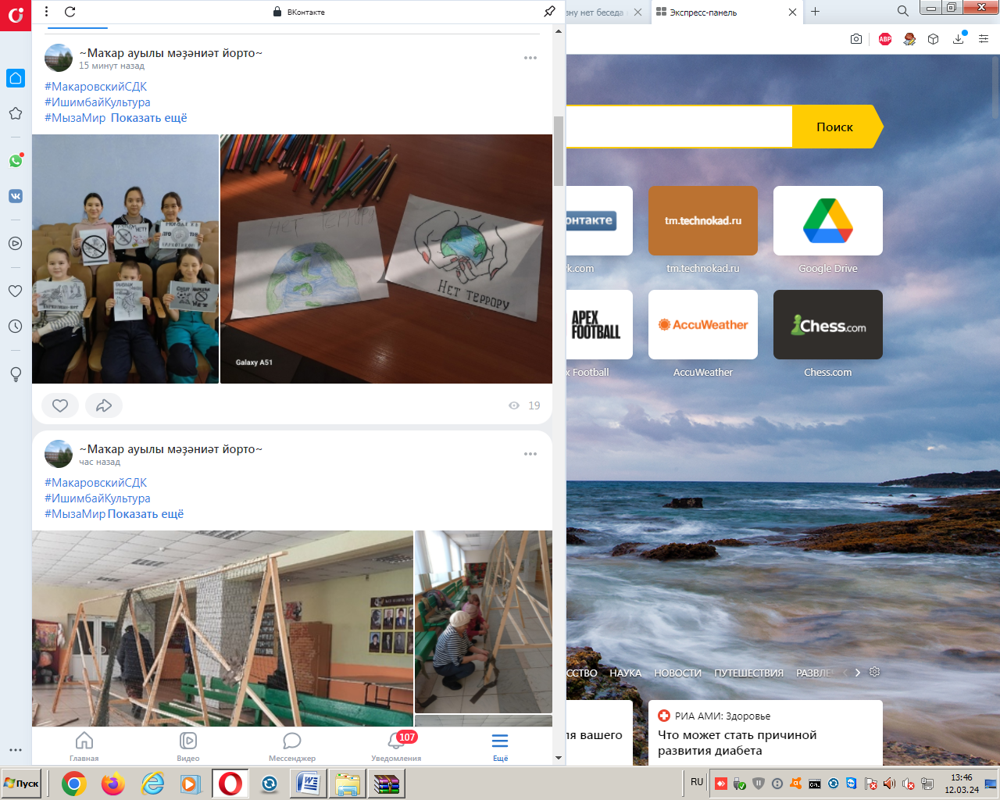 ВКонтакте
зну нет беседа
Экспресс-панель
ABP
~Маҡар ауылы мәҙәниәт йорто~
15 минут назад
#МакаровскийСДК
#ИшимбайКультура
#МызаМир Показать ещё
НЕТ ТЕРРОРУ
НЕТ ТЕРРОРУ
Galaxy A51
19
~Маҡар ауылы мәҙәниәт йорто~
час назад
#МакаровскийСДК
#ИшимбайКультура
#МызаМир Показать ещё
Главная
Видео
Мессенджер
107
Уведомления
Ещё
Поиск
онтакте
tm.technokad.ru
k.com
tm.technokad.ru
Google Drive
APEX FOOTBALL
AccuWeather
Chess.com
x Football
AccuWeather
Chess.com
ССТВО НАУКА НОВОСТИ ПУТЕШЕСТВИЯ РАЗВЛЕ
ля вашего
РИА АМИ: Здоровье
Что может стать причиной
развития диабета
Пуск
RU
13:46
12.03.24